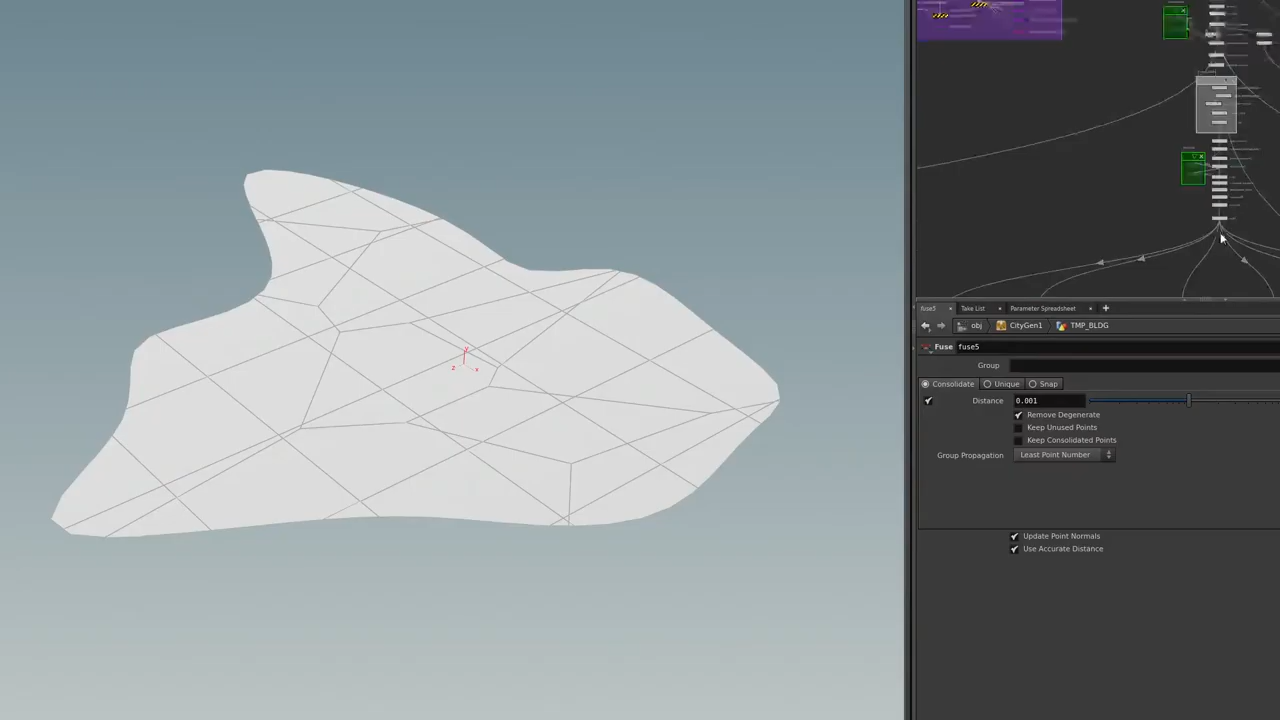 fuse5
Take List
Parameter Spreadsheet
obj
CityGen1
TMP_BLDG
Fuse
fuse5
Group
Consolidate
Unique
Snap
Distance
0.001
Remove Degenerate
Keep Unused Points
Keep Consolidated Points
Group Propagation
Least Point Number
Update Point Normals
Use Accurate Distance
y
z
x